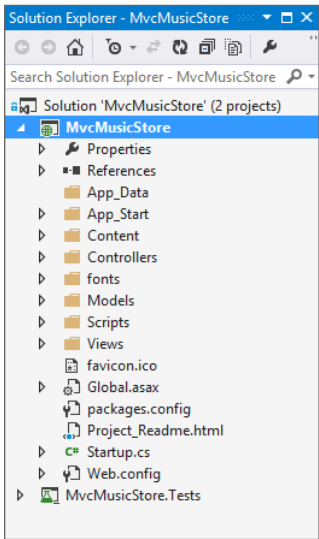 Solution Explorer - MvcMusicStore
Search Solution Explorer - MvcMusicStore
Solution 'MvcMusicStore' (2 projects)
MvcMusicStore
Properties
References
App_Data
App_Start
Content
Controllers
fonts
Models
Scripts
Views
favicon.ico
Global.asax
packages.config
Project_Readme.html
C# Startup.cs
Web.config
MvcMusicStore.Tests